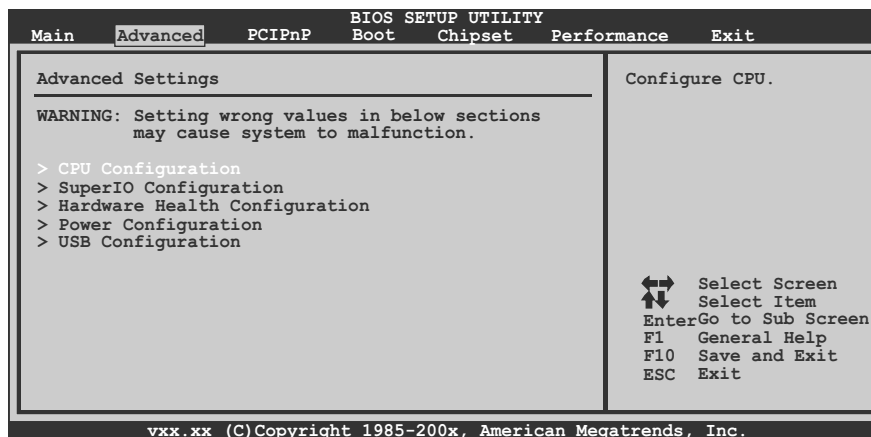 BIOS SETUP UTILITY
Main Advanced PCIPnP Boot Chipset Performance Exit
Advanced Settings
WARNING: Setting wrong values in below sections
may cause system to malfunction.
> CPU Configuration
> SuperIO Configuration
> Hardware Health Configuration
> Power Configuration
> USB Configuration
Configure CPU.
Select Screen
Select Item
Enter Go to Sub Screen
F1 General Help
F10 Save and Exit
ESC Exit
vxx.xx (C)Copyright 1985-200x, American Megatrends, Inc.